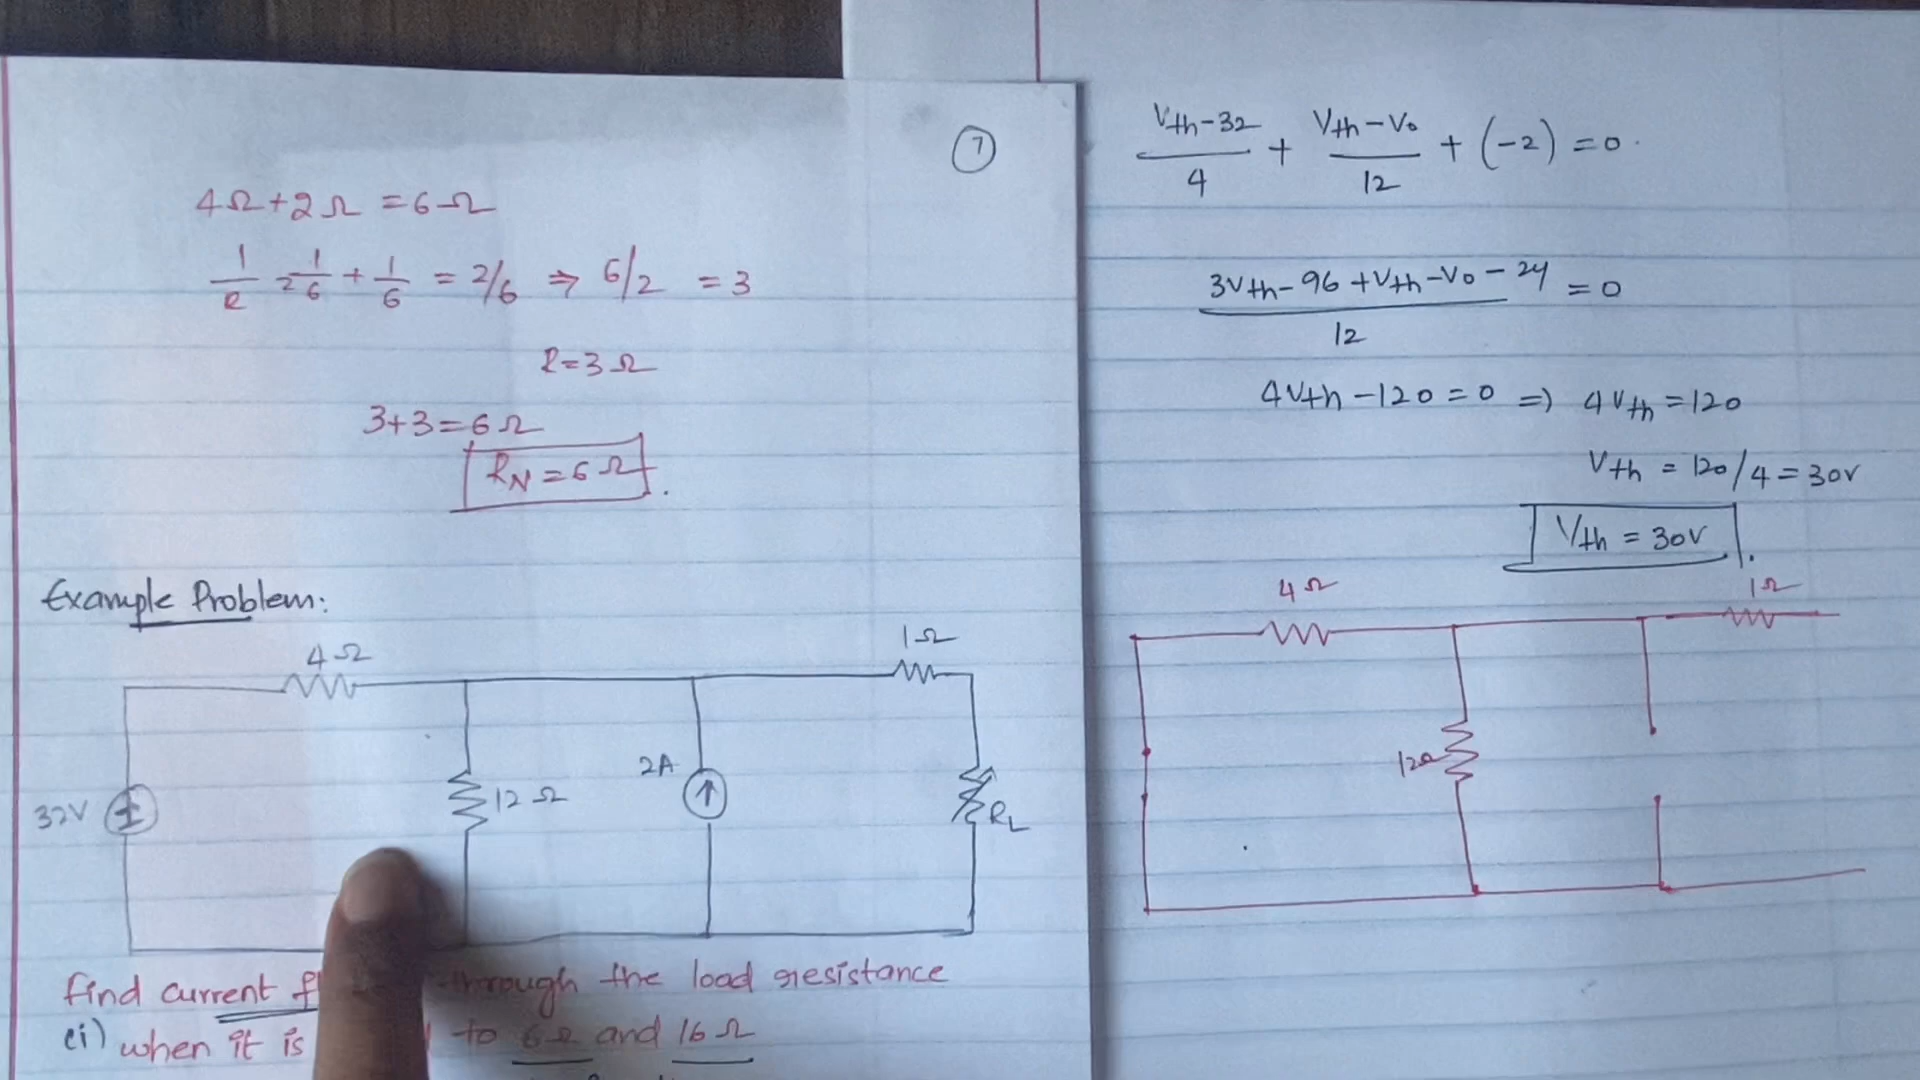 7
4Ω+2Ω =6Ω
1/R = 1/6 + 1/6 = 2/6 ⇒ 6/2 = 3
R=3Ω
3+3=6Ω
RN=6Ω.
Example Problem:
4Ω
1Ω
32V
12Ω
2A
RL
find current through the load resistance
(i) when it is to 6Ω and 16Ω
(Vth-32)/4 + (Vth-V0)/12 + (-2) =0.
(3Vth-96+Vth-V0-24)/12 =0
4Vth-120=0 ⇒ 4Vth=120
Vth = 120/4=30V
Vth = 30V.
4Ω
1Ω
12Ω